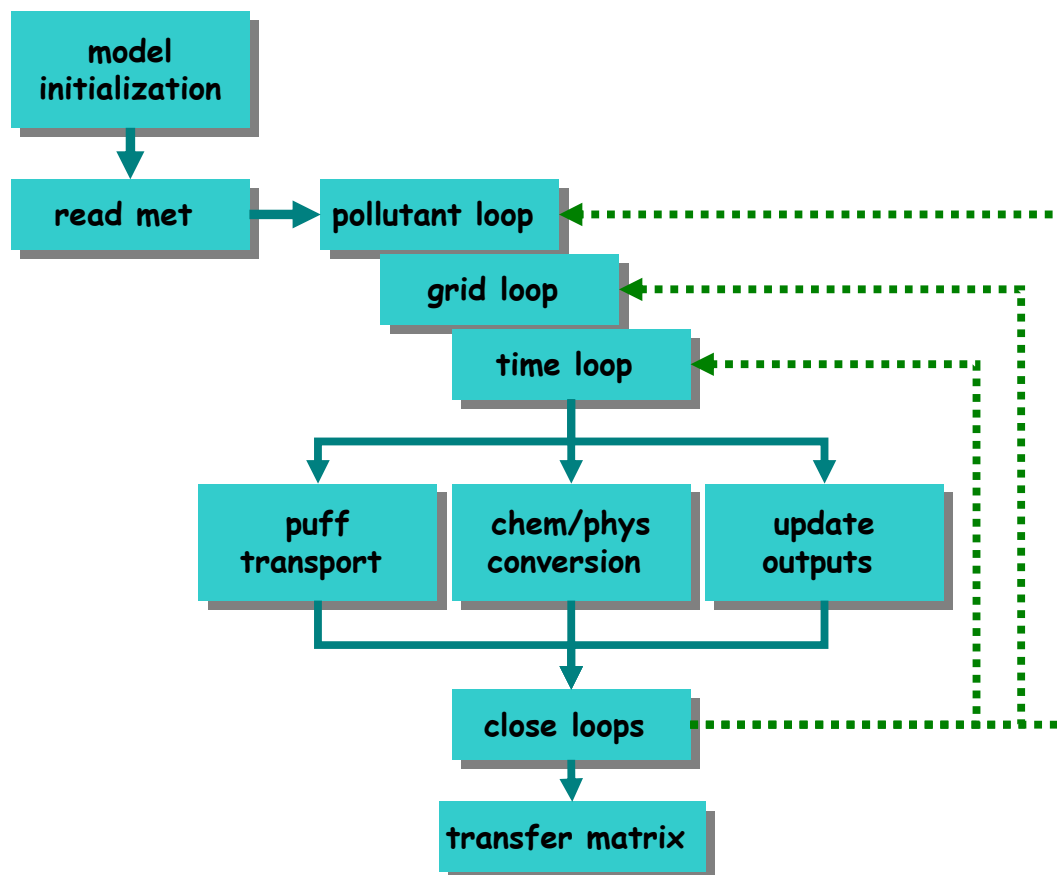 model
initialization
read met
pollutant loop
grid loop
time loop
puff
transport
chem/phys
conversion
update
outputs
close loops
transfer matrix